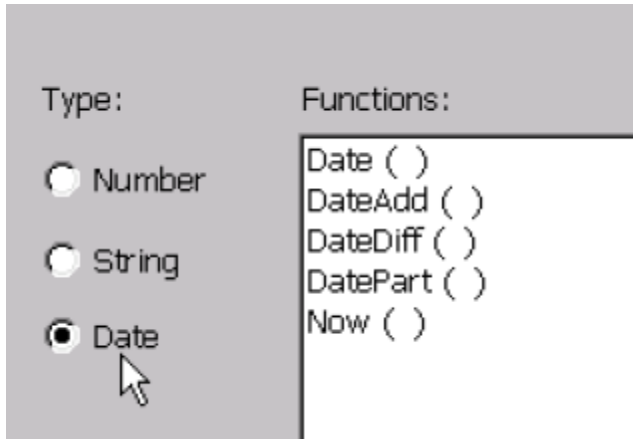 Type:
Number
String
Date
Functions:
Date ( )
DateAdd ( )
DateDiff ( )
DatePart ( )
Now ( )